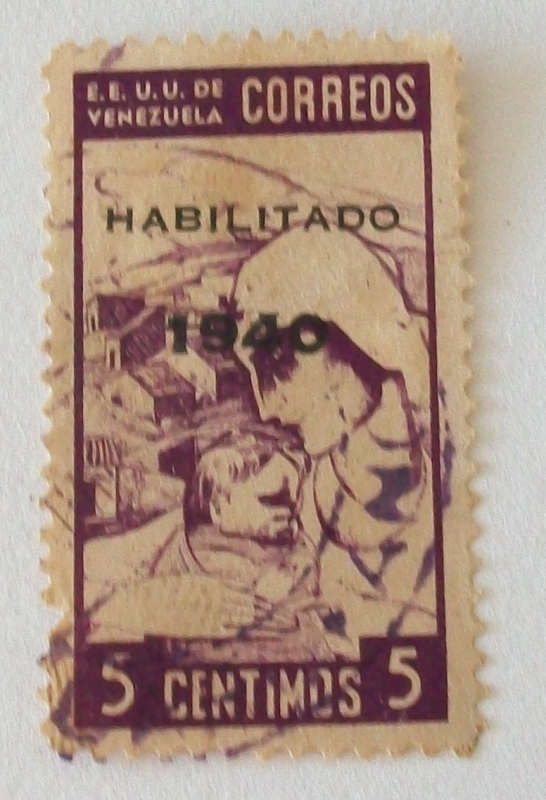 E.E. U.U. DE
VENEZUELA
CORREOS
HABILITADO
1940
5 CENTIMOS 5